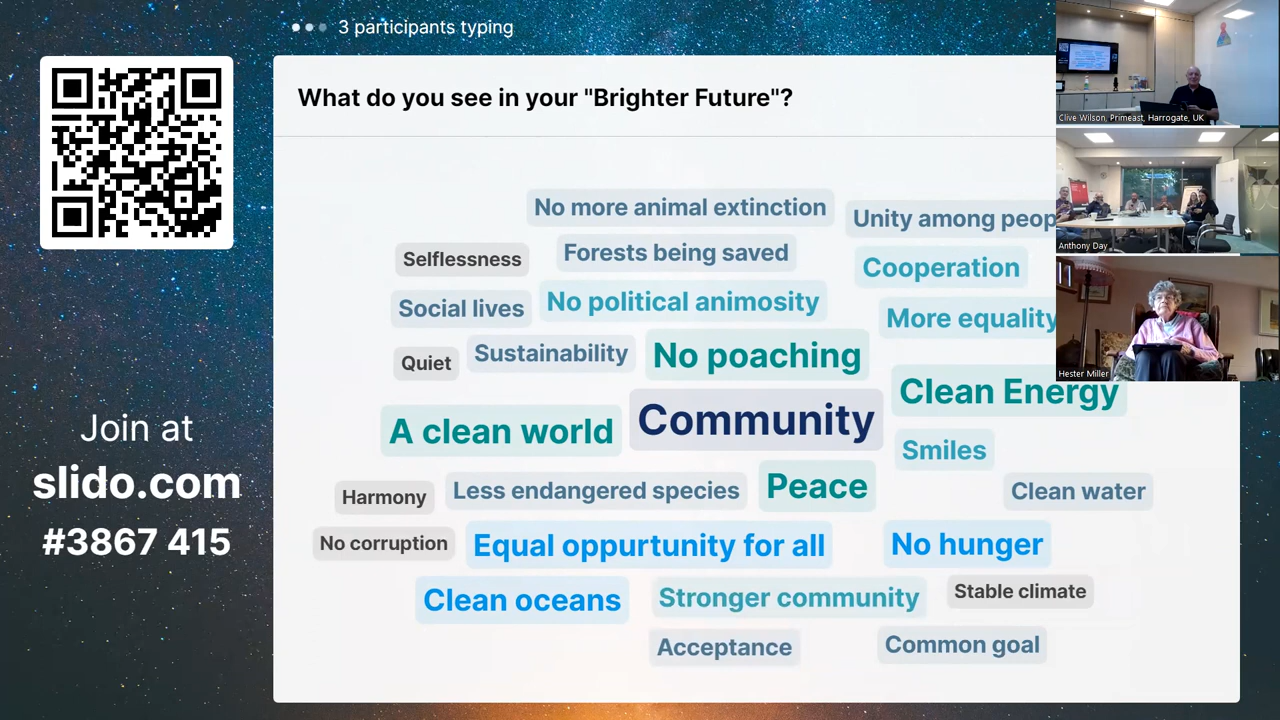 3 participants typing
What do you see in your "Brighter Future"?
Clive Wilson, Primeast, Harrogate, UK
Anthony Day
Hester Miller
No more animal extinction
Unity among peop
Selflessness
Forests being saved
Cooperation
Social lives
No political animosity
More equality
Quiet
Sustainability
No poaching
Clean Energy
A clean world
Community
Smiles
Harmony
Less endangered species
Peace
Clean water
No corruption
Equal oppurtunity for all
No hunger
Clean oceans
Stronger community
Stable climate
Acceptance
Common goal
Join at
slido.com
#3867 415